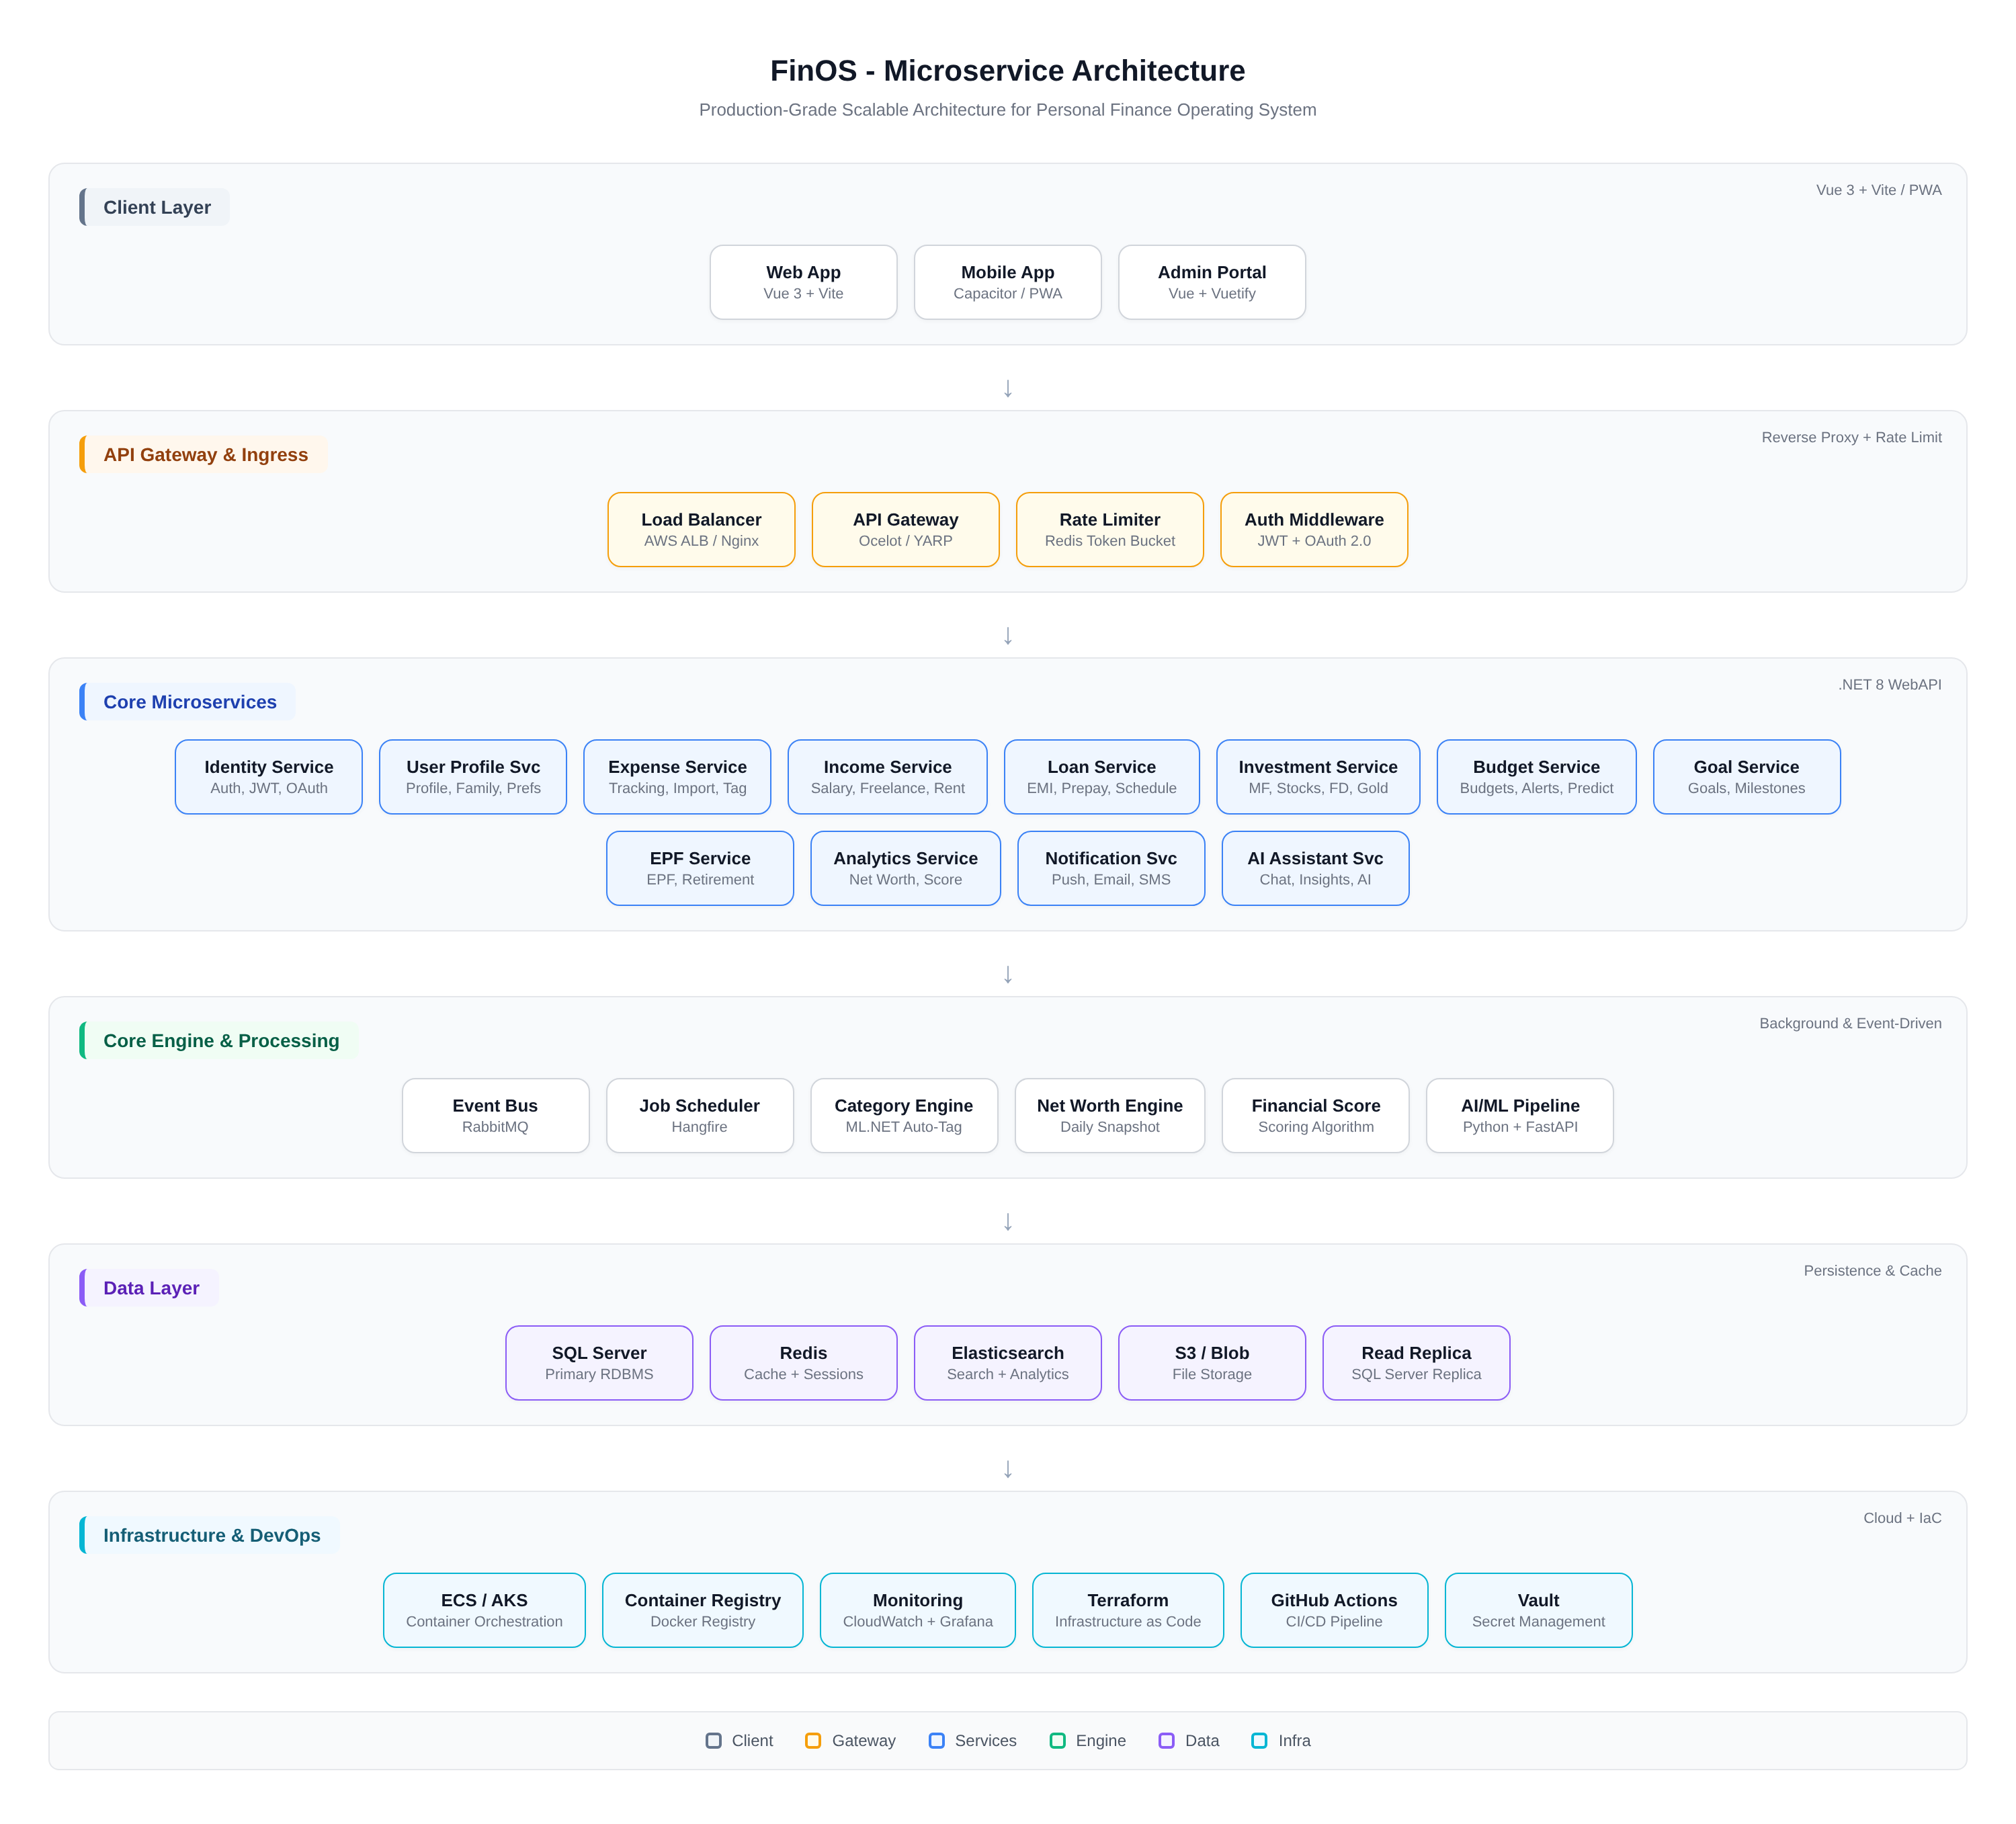 FinOS - Microservice Architecture
Production-Grade Scalable Architecture for Personal Finance Operating System
Client Layer
Vue 3 + Vite / PWA
Web App
Vue 3 + Vite
Mobile App
Capacitor / PWA
Admin Portal
Vue + Vuetify
↓
API Gateway & Ingress
Reverse Proxy + Rate Limit
Load Balancer
AWS ALB / Nginx
API Gateway
Ocelot / YARP
Rate Limiter
Redis Token Bucket
Auth Middleware
JWT + OAuth 2.0
↓
Core Microservices
.NET 8 WebAPI
Identity Service
Auth, JWT, OAuth
User Profile Svc
Profile, Family, Prefs
Expense Service
Tracking, Import, Tag
Income Service
Salary, Freelance, Rent
Loan Service
EMI, Prepay, Schedule
Investment Service
MF, Stocks, FD, Gold
Budget Service
Budgets, Alerts, Predict
Goal Service
Goals, Milestones
EPF Service
EPF, Retirement
Analytics Service
Net Worth, Score
Notification Svc
Push, Email, SMS
AI Assistant Svc
Chat, Insights, AI
↓
Core Engine & Processing
Background & Event-Driven
Event Bus
RabbitMQ
Job Scheduler
Hangfire
Category Engine
ML.NET Auto-Tag
Net Worth Engine
Daily Snapshot
Financial Score
Scoring Algorithm
AI/ML Pipeline
Python + FastAPI
↓
Data Layer
Persistence & Cache
SQL Server
Primary RDBMS
Redis
Cache + Sessions
Elasticsearch
Search + Analytics
S3 / Blob
File Storage
Read Replica
SQL Server Replica
↓
Infrastructure & DevOps
Cloud + IaC
ECS / AKS
Container Orchestration
Container Registry
Docker Registry
Monitoring
CloudWatch + Grafana
Terraform
Infrastructure as Code
GitHub Actions
CI/CD Pipeline
Vault
Secret Management
Client
Gateway
Services
Engine
Data
Infra